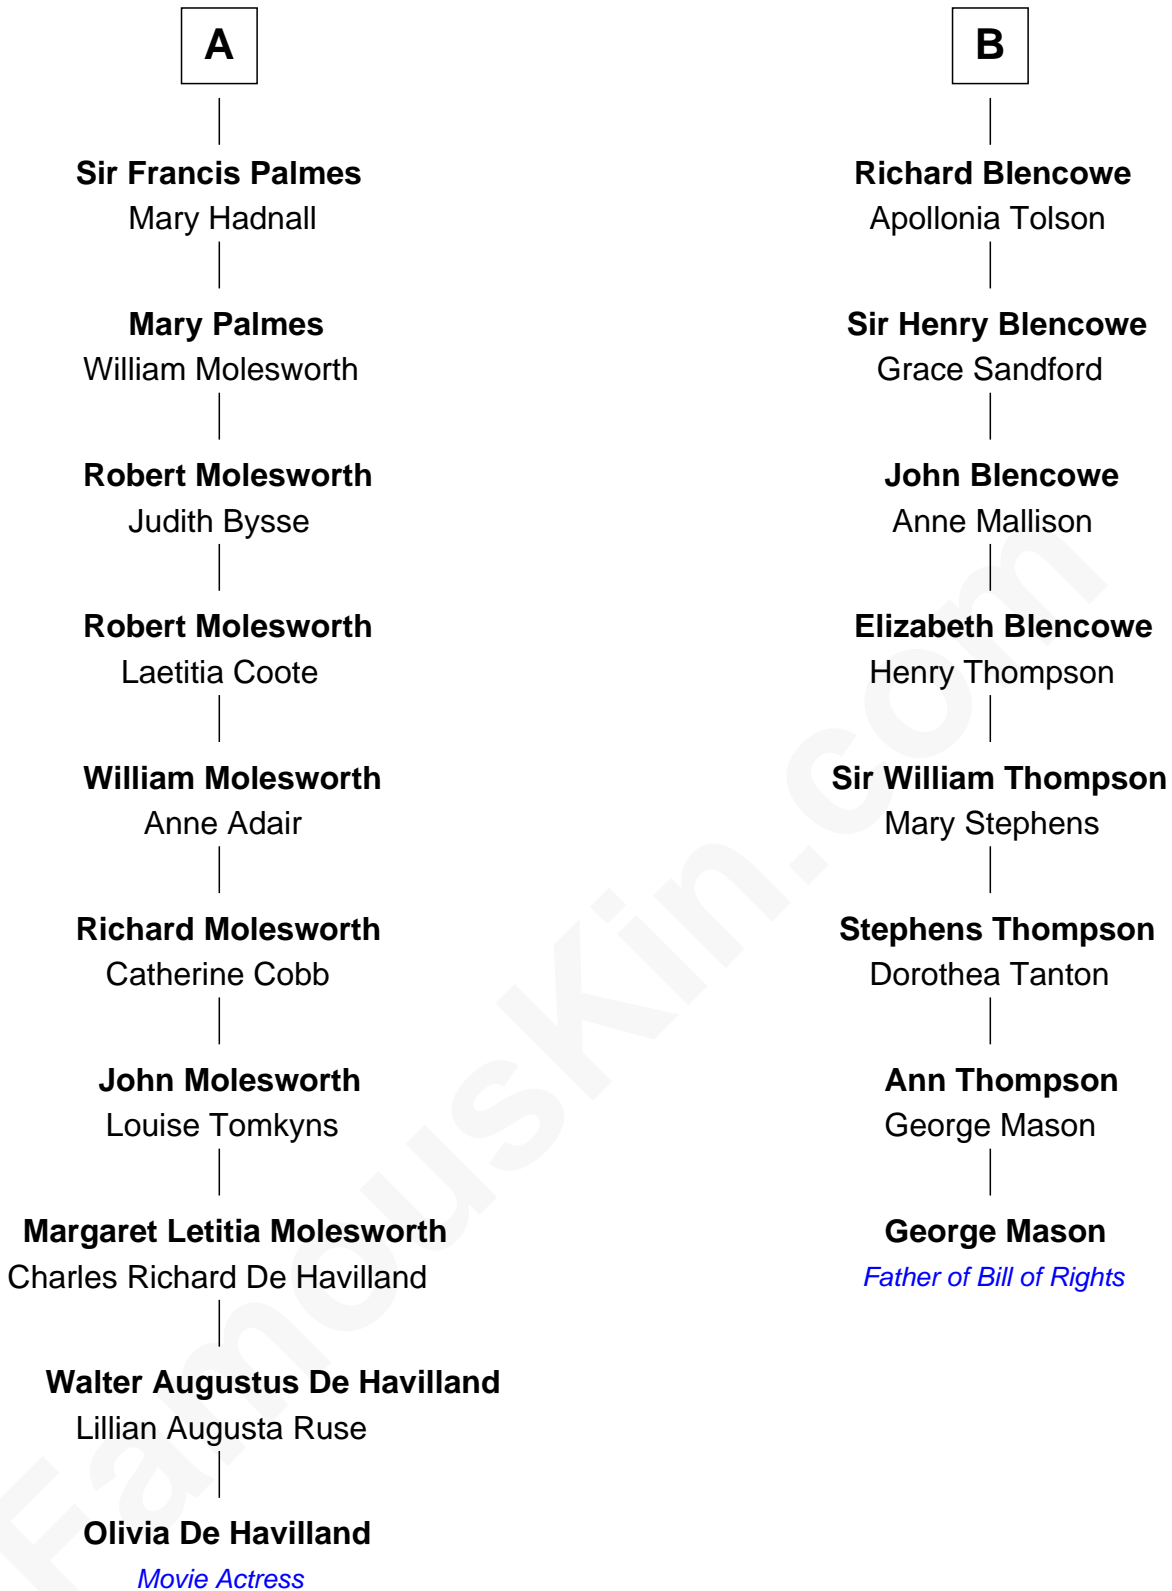 A
Sir Francis Palmes
Mary Hadnall
Mary Palmes
William Molesworth
Robert Molesworth
Judith Bysse
Robert Molesworth
Laetitia Coote
William Molesworth
Anne Adair
Richard Molesworth
Catherine Cobb
John Molesworth
Louise Tomkyns
Margaret Letitia Molesworth
Charles Richard De Havilland
Walter Augustus De Havilland
Lillian Augusta Ruse
Olivia De Havilland
Movie Actress
B
Richard Blencowe
Apollonia Tolson
Sir Henry Blencowe
Grace Sandford
John Blencowe
Anne Mallison
Elizabeth Blencowe
Henry Thompson
Sir William Thompson
Mary Stephens
Stephens Thompson
Dorothea Tanton
Ann Thompson
George Mason
George Mason
Father of Bill of Rights
FamousKin.com